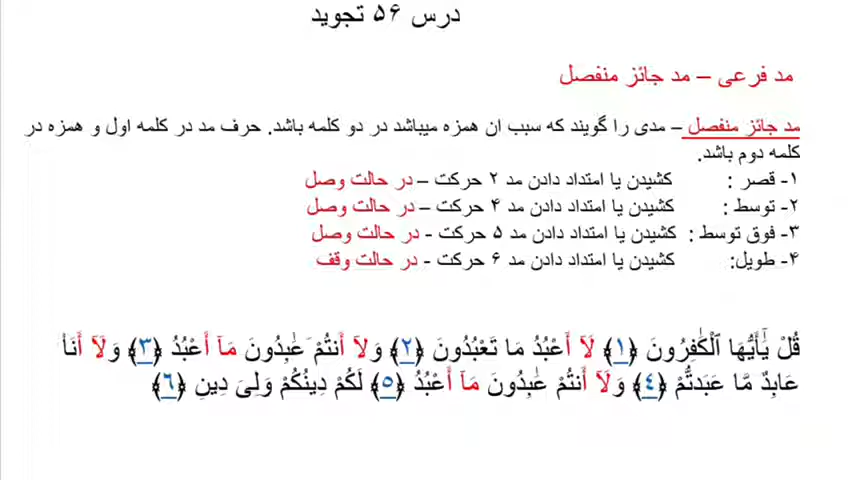 درس ۵۶ تجوید
مد فرعی – مد جائز منفصل
مد جائز منفصل – مدی را گویند که سبب ان همزه میباشد در دو کلمه باشد. حرف مد در کلمه اول و همزه در
کلمه دوم باشد.
۱- قصر : کشیدن یا امتداد دادن مد ۲ حرکت – در حالت وصل
۲- توسط : کشیدن یا امتداد دادن مد ۴ حرکت – در حالت وصل
۳- فوق توسط : کشیدن یا امتداد دادن مد ۵ حرکت - در حالت وصل
۴- طویل: کشیدن یا امتداد دادن مد ۶ حرکت - در حالت وقف
قُلْ يَٰٓأَيُّهَا ٱلْكَٰفِرُونَ ﴿١﴾ لَآ أَعْبُدُ مَا تَعْبُدُونَ ﴿٢﴾ وَلَآ أَنتُمْ عَٰبِدُونَ مَآ أَعْبُدُ ﴿٣﴾ وَلَآ أَنَا۠
عَابِدٌ مَّا عَبَدتُّمْ ﴿٤﴾ وَلَآ أَنتُمْ عَٰبِدُونَ مَآ أَعْبُدُ ﴿٥﴾ لَكُمْ دِينُكُمْ وَلِىَ دِينِ ﴿٦﴾